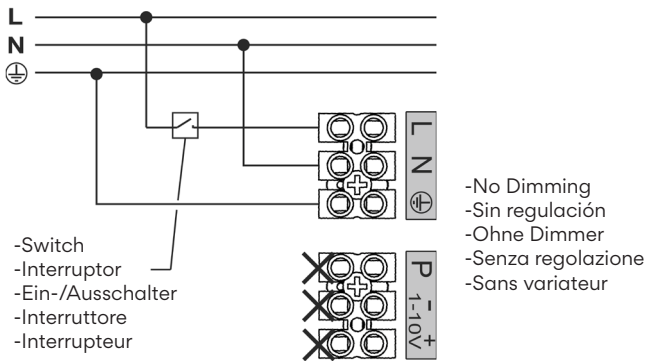 L
N
L
N
-No Dimming
-Sin regulación
-Ohne Dimmer
-Senza regolazione
-Sans variateur
-Switch
-Interruptor
-Ein-/Ausschalter
-Interruttore
-Interrupteur
P
- +
1-10V